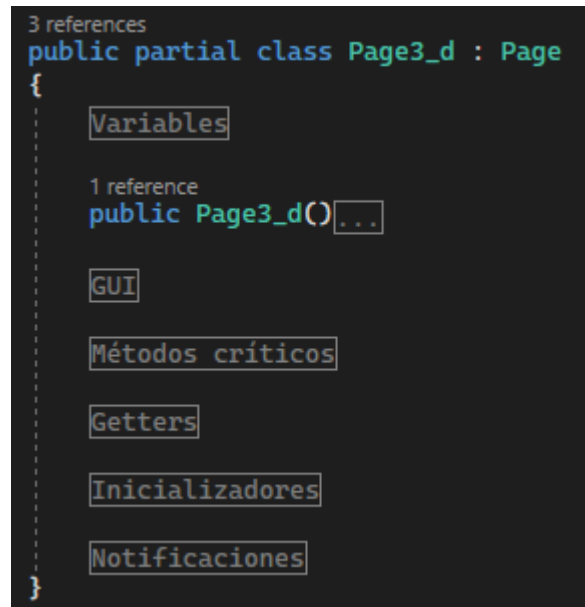 3 references
public partial class Page3_d : Page
{
Variables
1 reference
public Page3_d()...
GUI
Métodos críticos
Getters
Inicializadores
Notificaciones
}